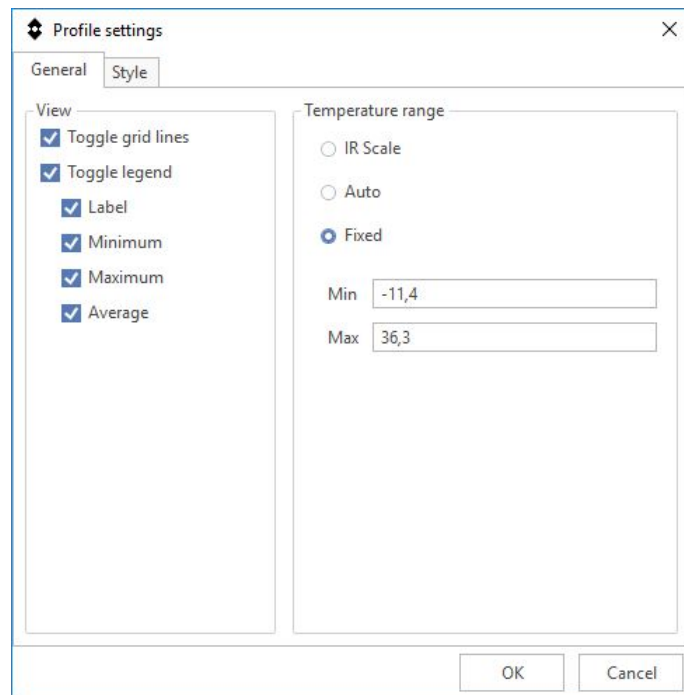 Profile settings
General
Style
View
Toggle grid lines
Toggle legend
Label
Minimum
Maximum
Average
Temperature range
IR Scale
Auto
Fixed
Min -11,4
Max 36,3
OK
Cancel